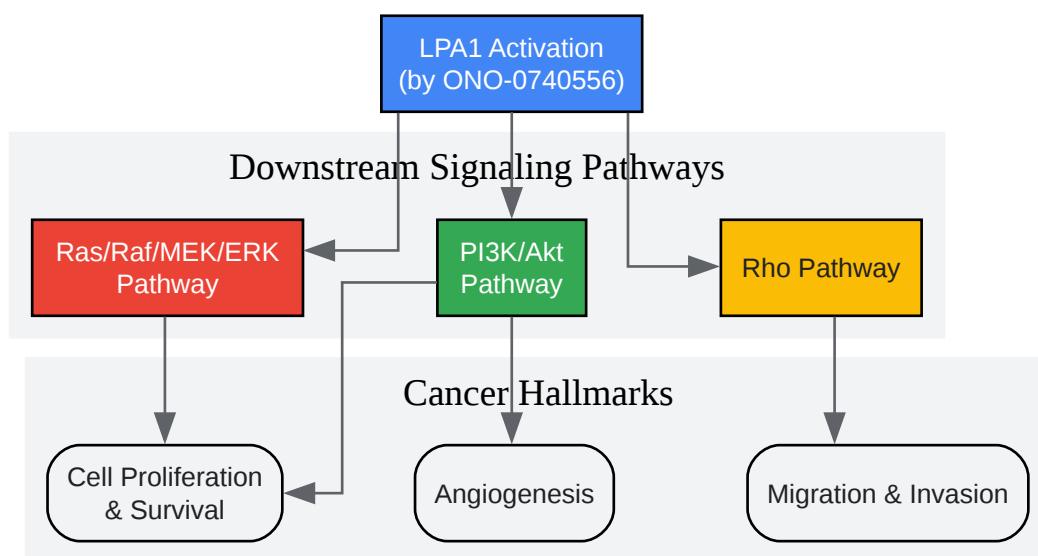 LPA1 Activation
(by ONO-0740556)
Downstream Signaling Pathways
Ras/Raf/MEK/ERK
Pathway
PI3K/Akt
Pathway
Rho Pathway
Cancer Hallmarks
Cell Proliferation
& Survival
Angiogenesis
Migration & Invasion